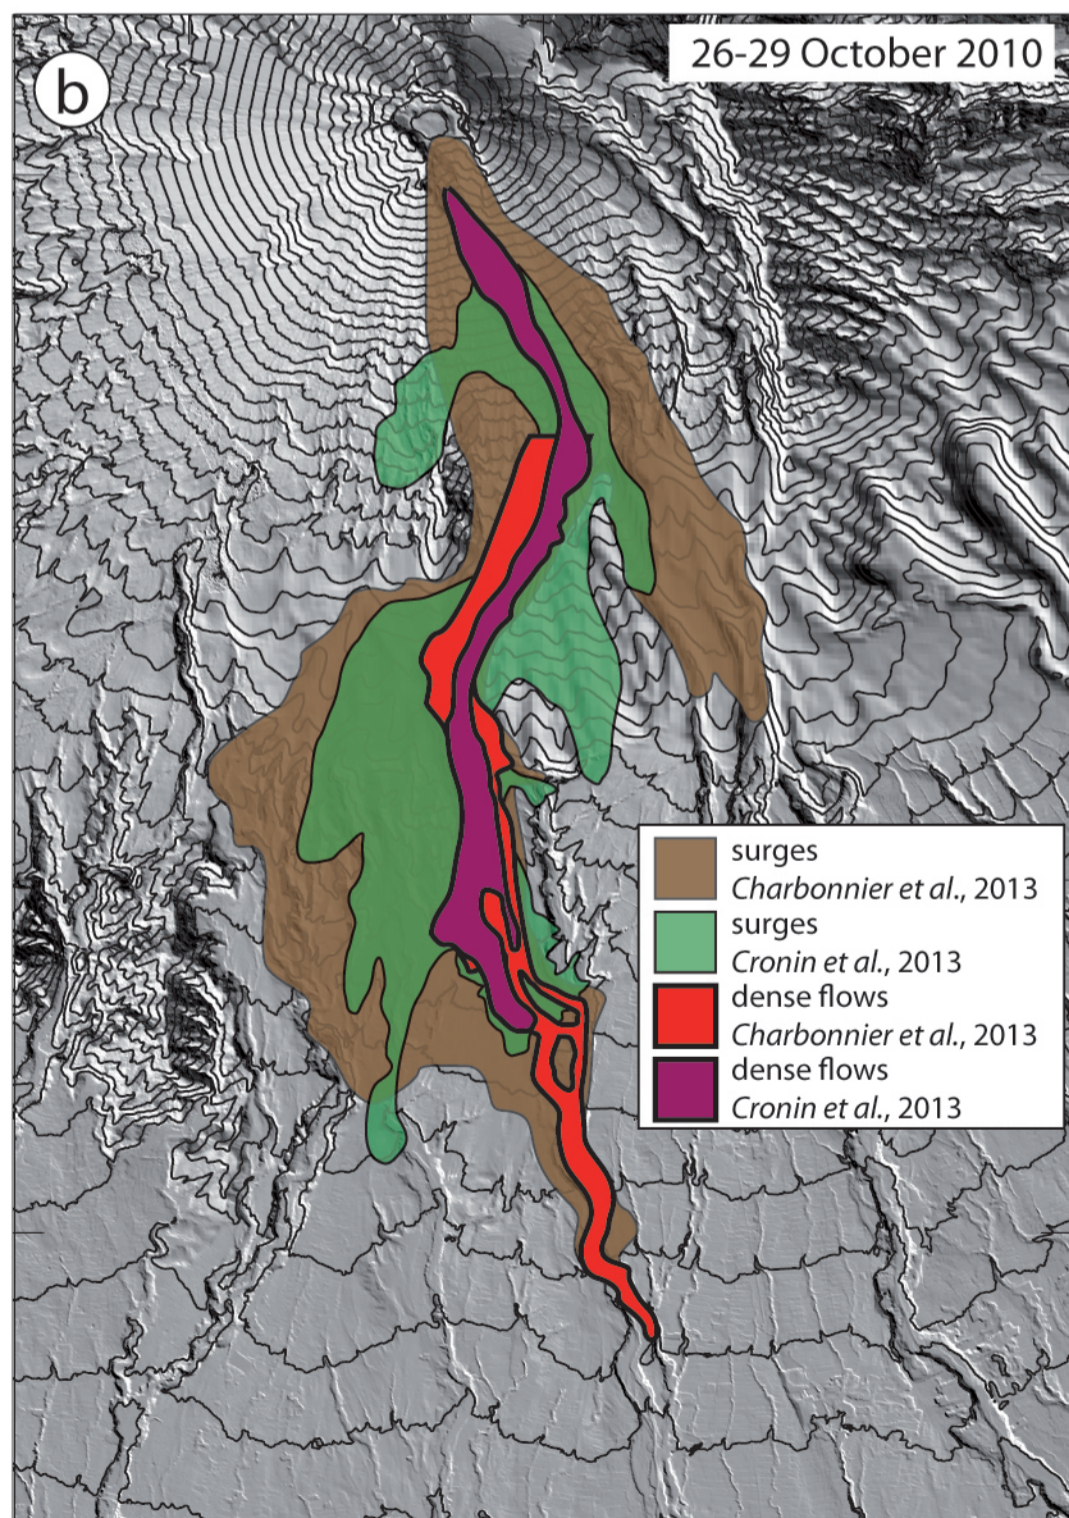 b
26-29 October 2010
surges
Charbonnier et al., 2013
surges
Cronin et al., 2013
dense flows
Charbonnier et al., 2013
dense flows
Cronin et al., 2013